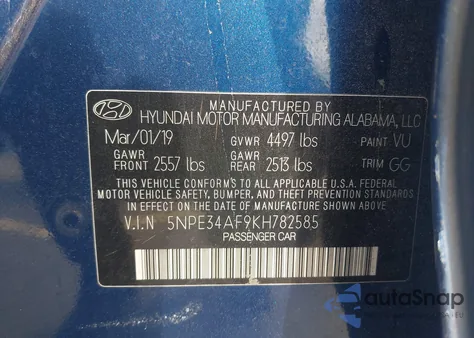 MANUFACTURED BY
HYUNDAI MOTOR MANUFACTURING ALABAMA, LLC
Mar/01/19 GVWR 4497 lbs PAINT VU
GAWR FRONT 2557 lbs GAWR REAR 2513 lbs TRIM GG
THIS VEHICLE CONFORMS TO ALL APPLICABLE U.S.A. FEDERAL
MOTOR VEHICLE SAFETY, BUMPER, AND THEFT PREVENTION STANDARDS
IN EFFECT ON THE DATE OF MANUFACTURE SHOWN ABOVE.
V.I.N 5NPE34AF9KH782585
PASSENGER CAR
autoSnap